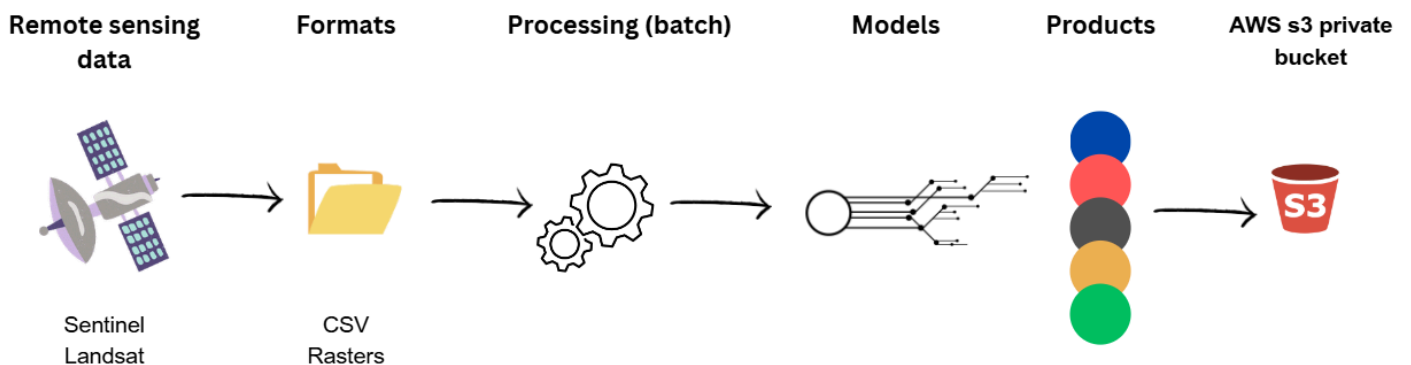 Remote sensing
data
Formats
Processing (batch)
Models
Products
AWS s3 private
bucket
S3
Sentinel
Landsat
CSV
Rasters